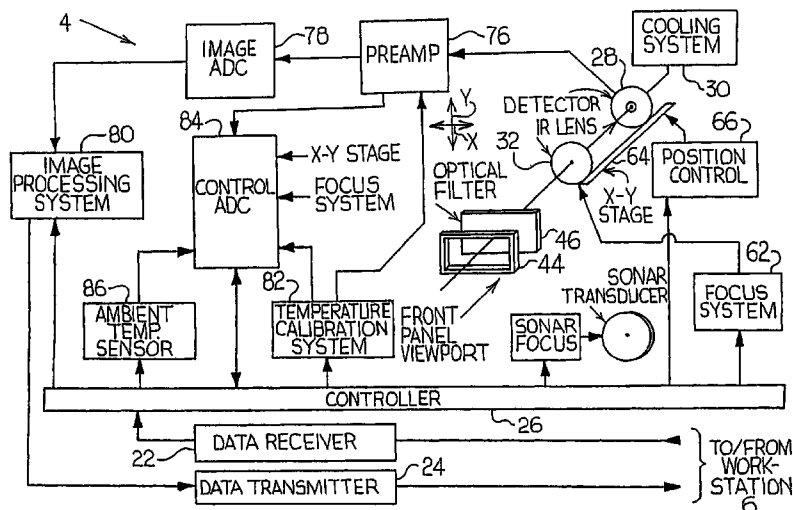 4
IMAGE
ADC
78
PREAMP
76
COOLING
SYSTEM
30
28
DETECTOR
IR LENS
32
Y
X
84
CONTROL
ADC
X-Y STAGE
FOCUS
SYSTEM
80
IMAGE
PROCESSING
SYSTEM
OPTICAL
FILTER
64
X-Y
STAGE
66
POSITION
CONTROL
46
44
FRONT
PANEL
VIEWPORT
86
AMBIENT
TEMP
SENSOR
82
TEMPERATURE
CALIBRATION
SYSTEM
SONAR
TRANSDUCER
SONAR
FOCUS
62
FOCUS
SYSTEM
CONTROLLER
26
22
DATA RECEIVER
24
DATA TRANSMITTER
TO/FROM
WORK-
STATION
6